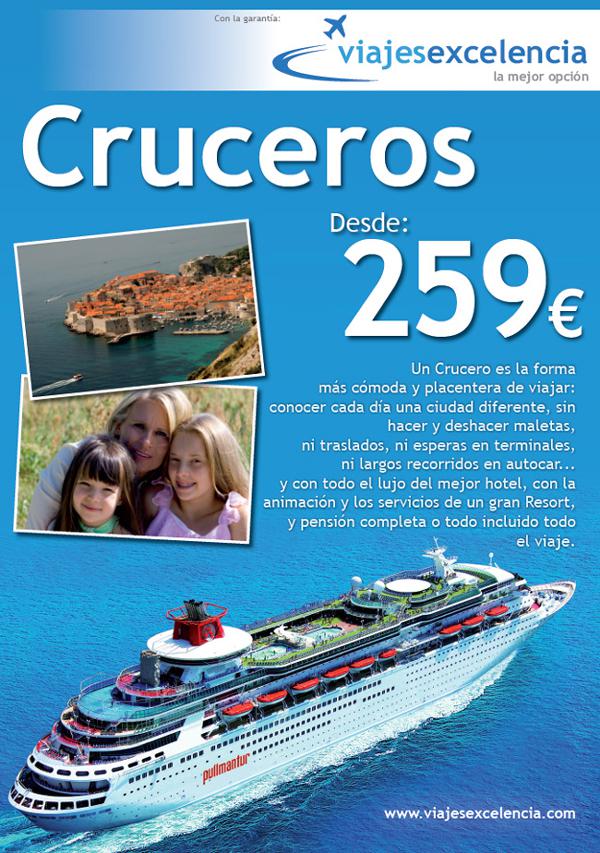 Con la garantía:
viajesexcelencia
la mejor opción
Cruceros
Desde:
259€
Un Crucero es la forma
más cómoda y placentera de viajar:
conocer cada día una ciudad diferente, sin
hacer y deshacer maletas,
ni traslados, ni esperas en terminales,
ni largos recorridos en autocar...
y con todo el lujo del mejor hotel, con la
animación y los servicios de un gran Resort,
y pensión completa o todo incluido todo
el viaje.
pullmantur
www.viajesexcelencia.com